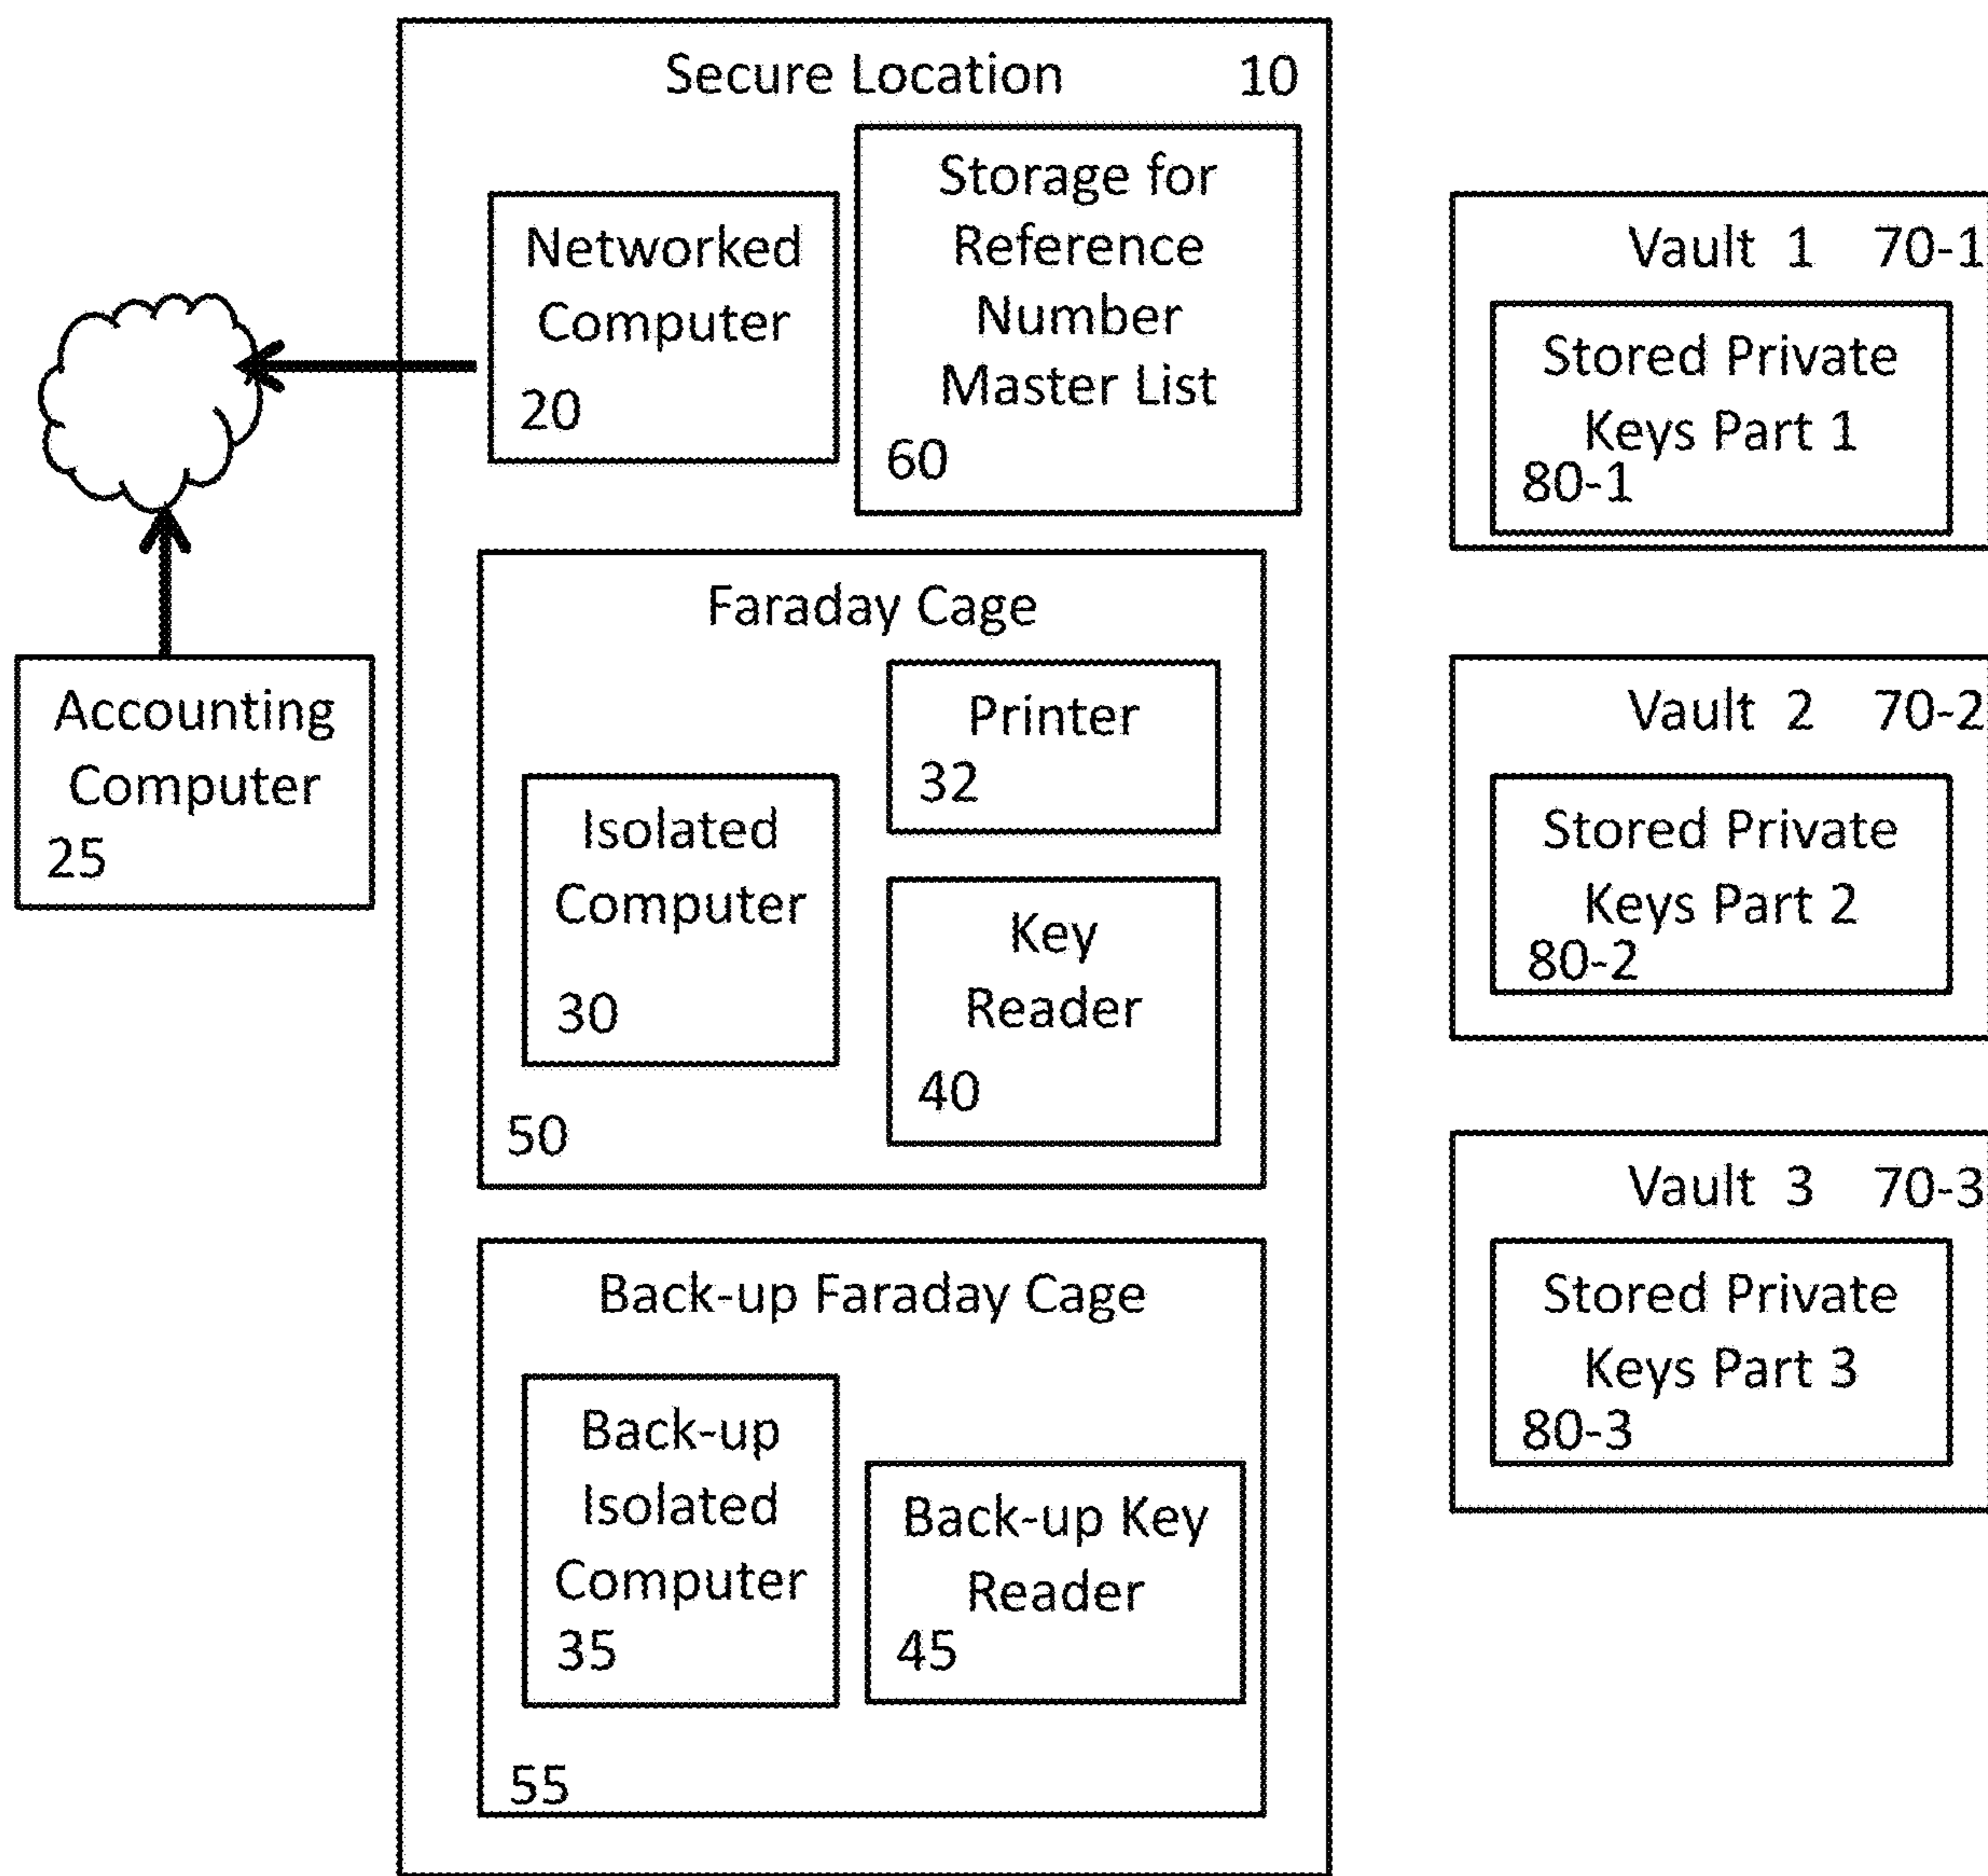 Secure Location 10
Networked
Computer
20
Storage for
Reference
Number
Master List
60
Accounting
Computer
25
Faraday Cage
Isolated
Computer
30
Printer
32
Key
Reader
40
50
Back-up Faraday Cage
Back-up
Isolated
Computer
35
Back-up Key
Reader
45
55
Vault 1 70-1
Stored Private
Keys Part 1
80-1
Vault 2 70-2
Stored Private
Keys Part 2
80-2
Vault 3 70-3
Stored Private
Keys Part 3
80-3